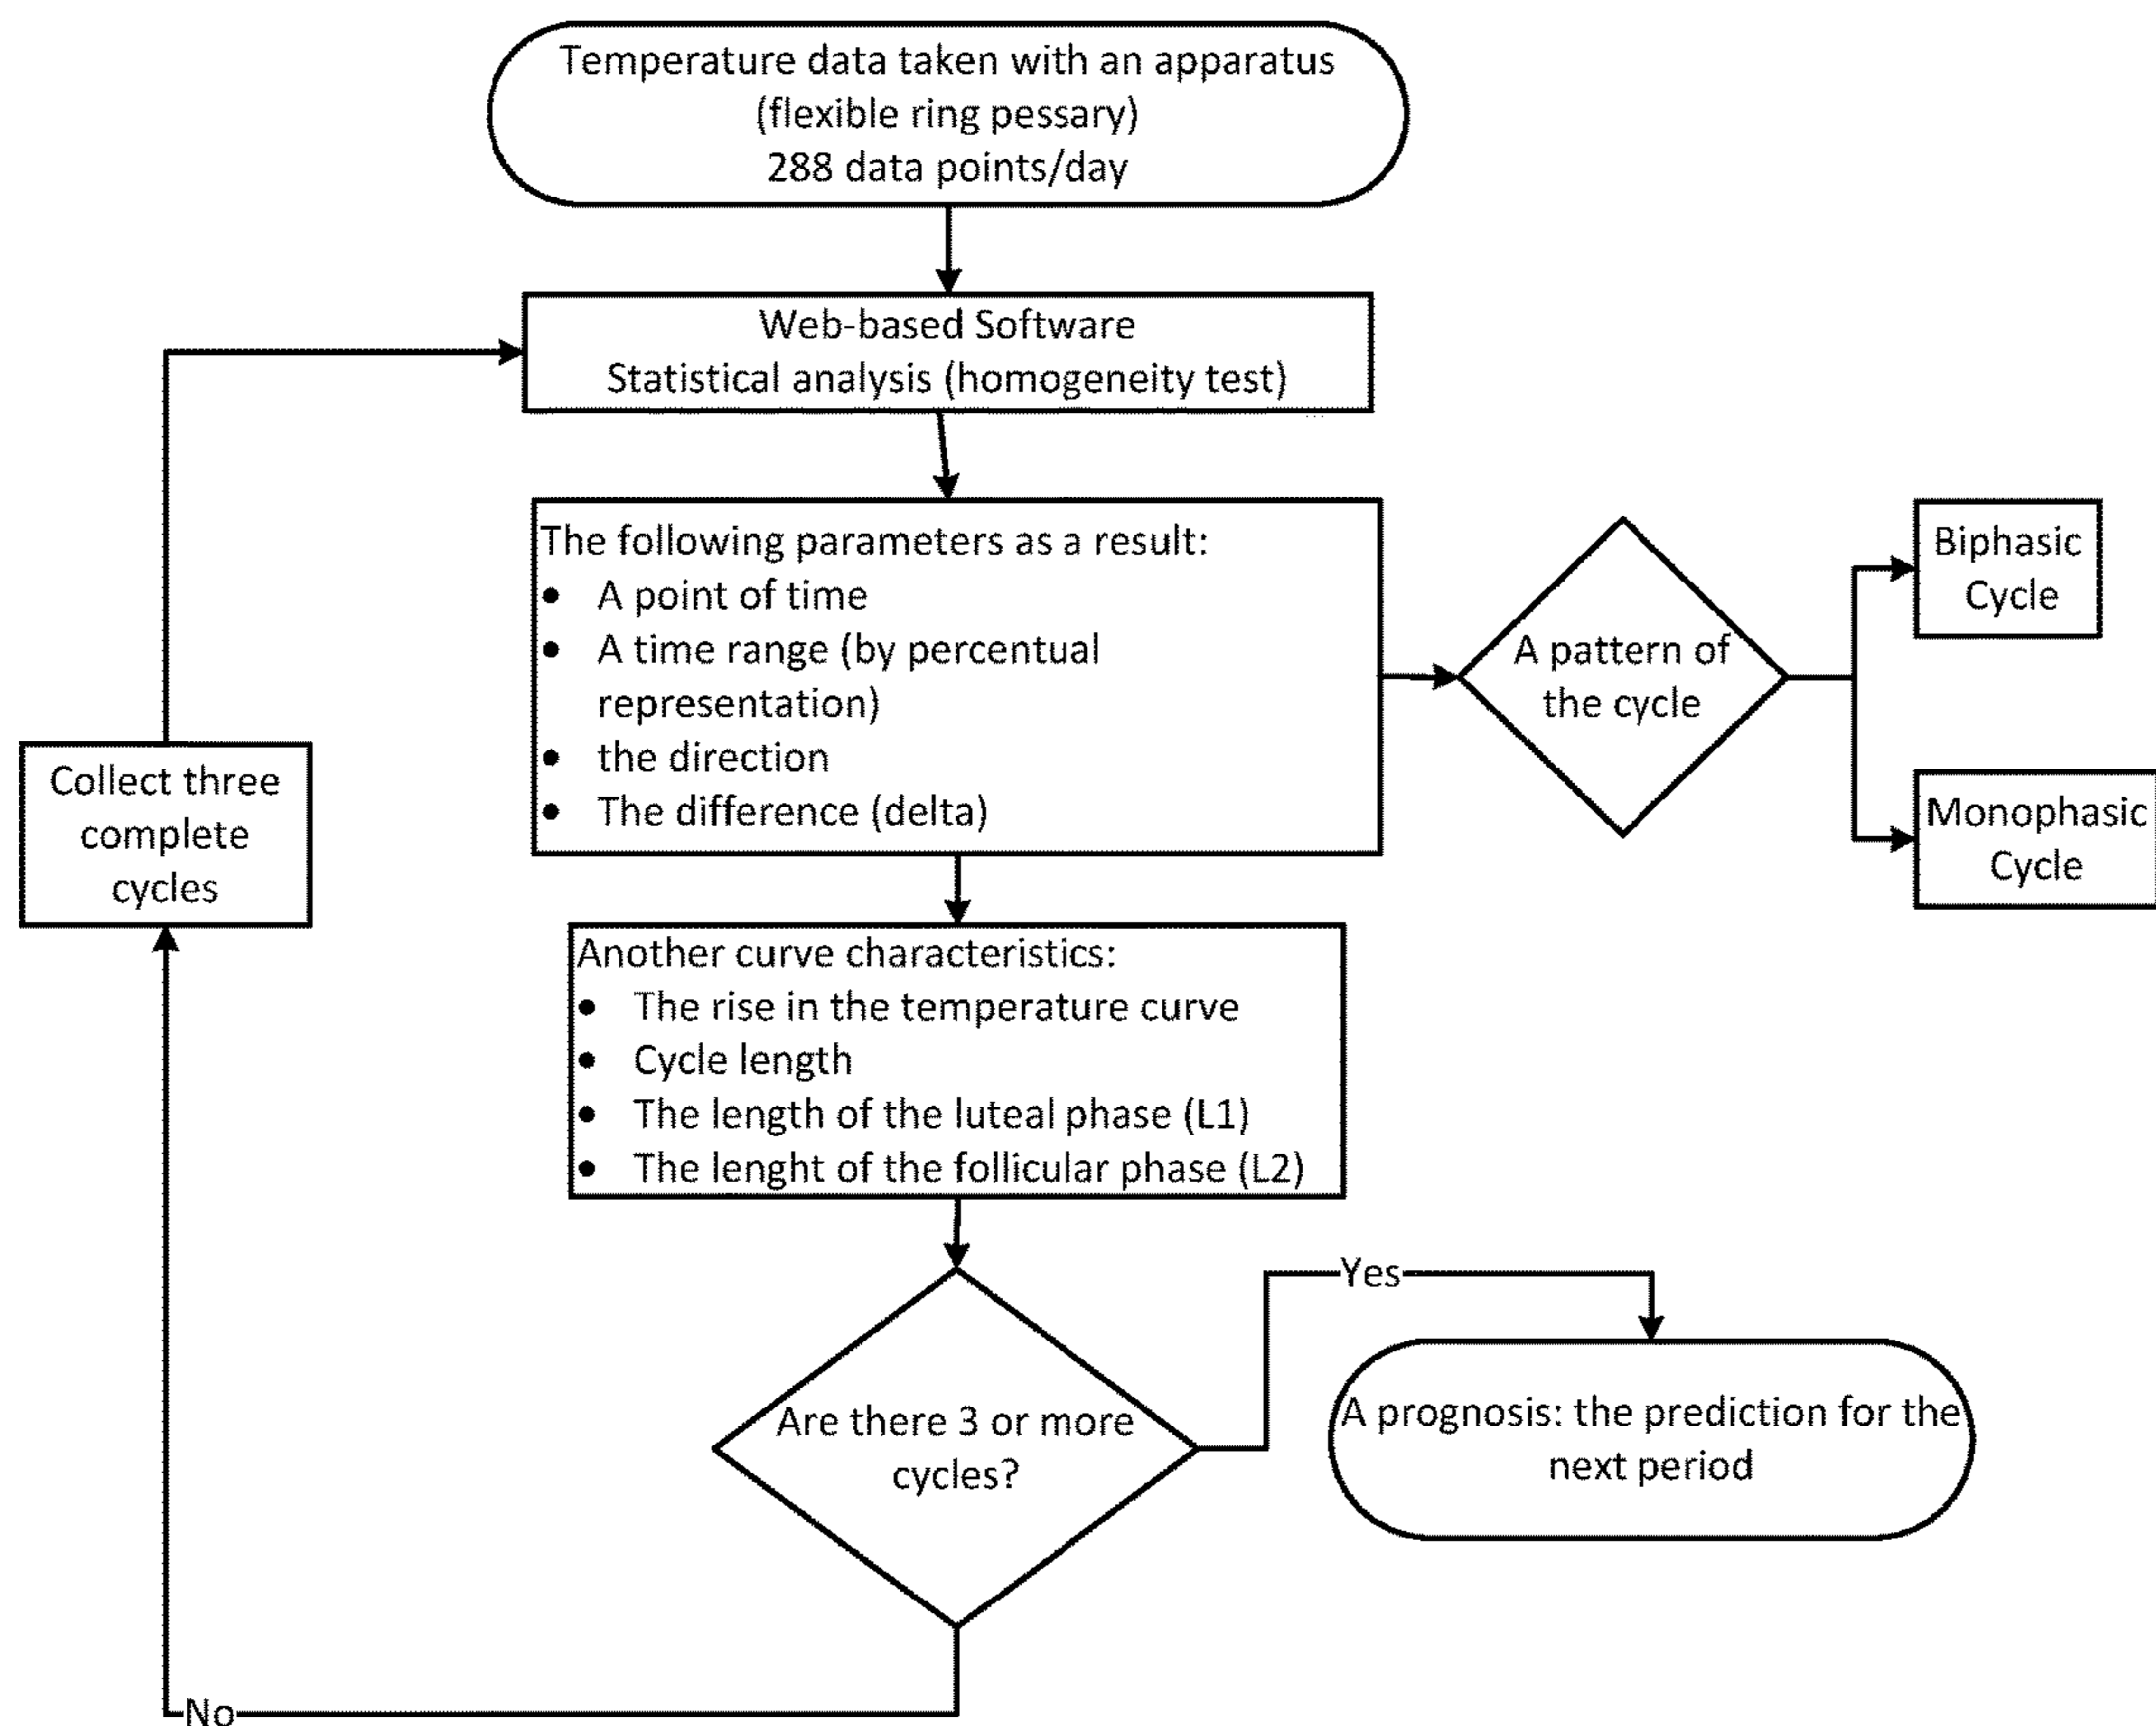 Temperature data taken with an apparatus
(flexible ring pessary)
288 data points/day
Web-based Software
Statistical analysis (homogeneity test)
The following parameters as a result:
• A point of time
• A time range (by percentual
representation)
• the direction
• The difference (delta)
A pattern of
the cycle
Biphasic
Cycle
Monophasic
Cycle
Collect three
complete
cycles
Another curve characteristics:
• The rise in the temperature curve
• Cycle length
• The length of the luteal phase (L1)
• The lenght of the follicular phase (L2)
Are there 3 or more
cycles?
Yes
A prognosis: the prediction for the
next period
No